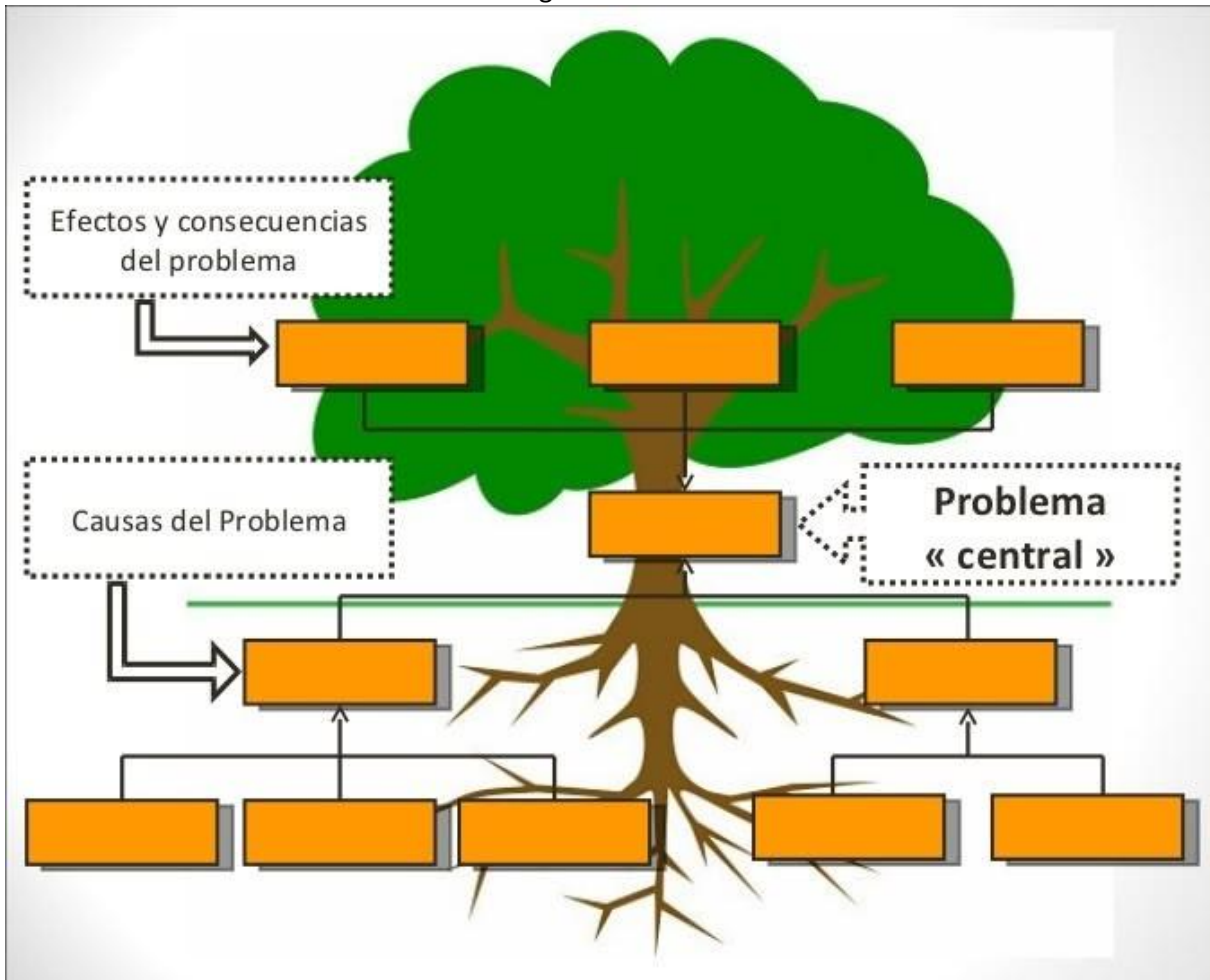 Efectos y consecuencias
del problema
Causas del Problema
Problema
« central »